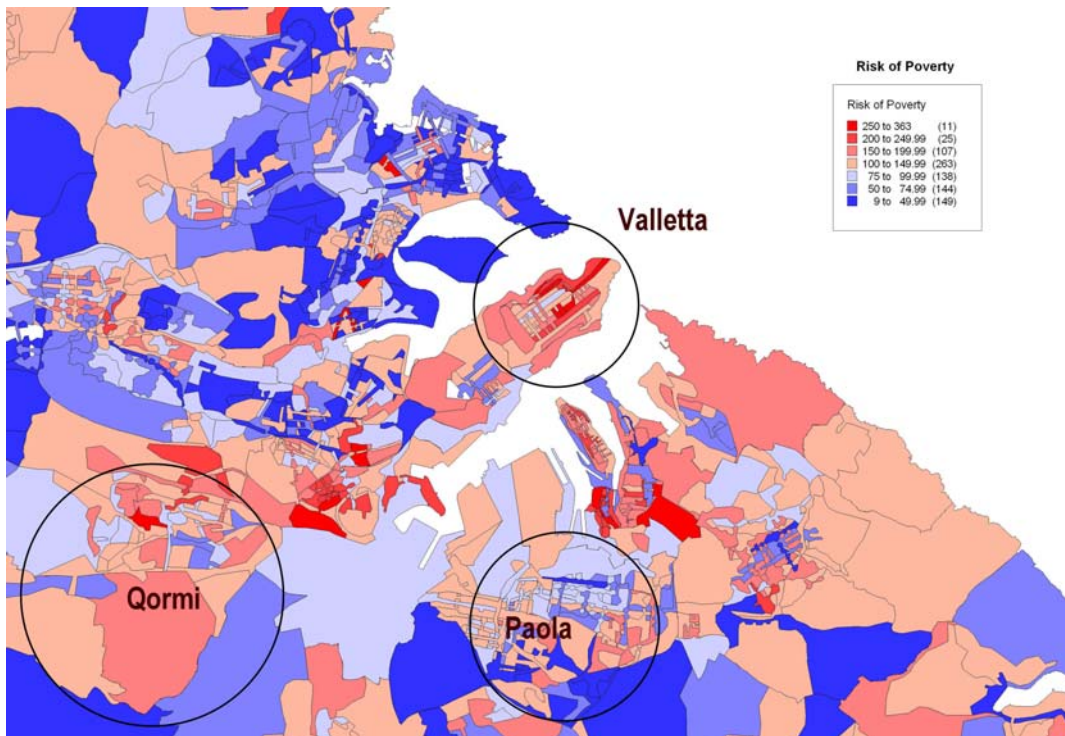 Risk of Poverty
Risk of Poverty
250 to 363 (11)
200 to 249.99 (25)
150 to 199.99 (107)
100 to 149.99 (263)
75 to 99.99 (138)
50 to 74.99 (144)
9 to 49.99 (149)
Valletta
Qormi
Paola